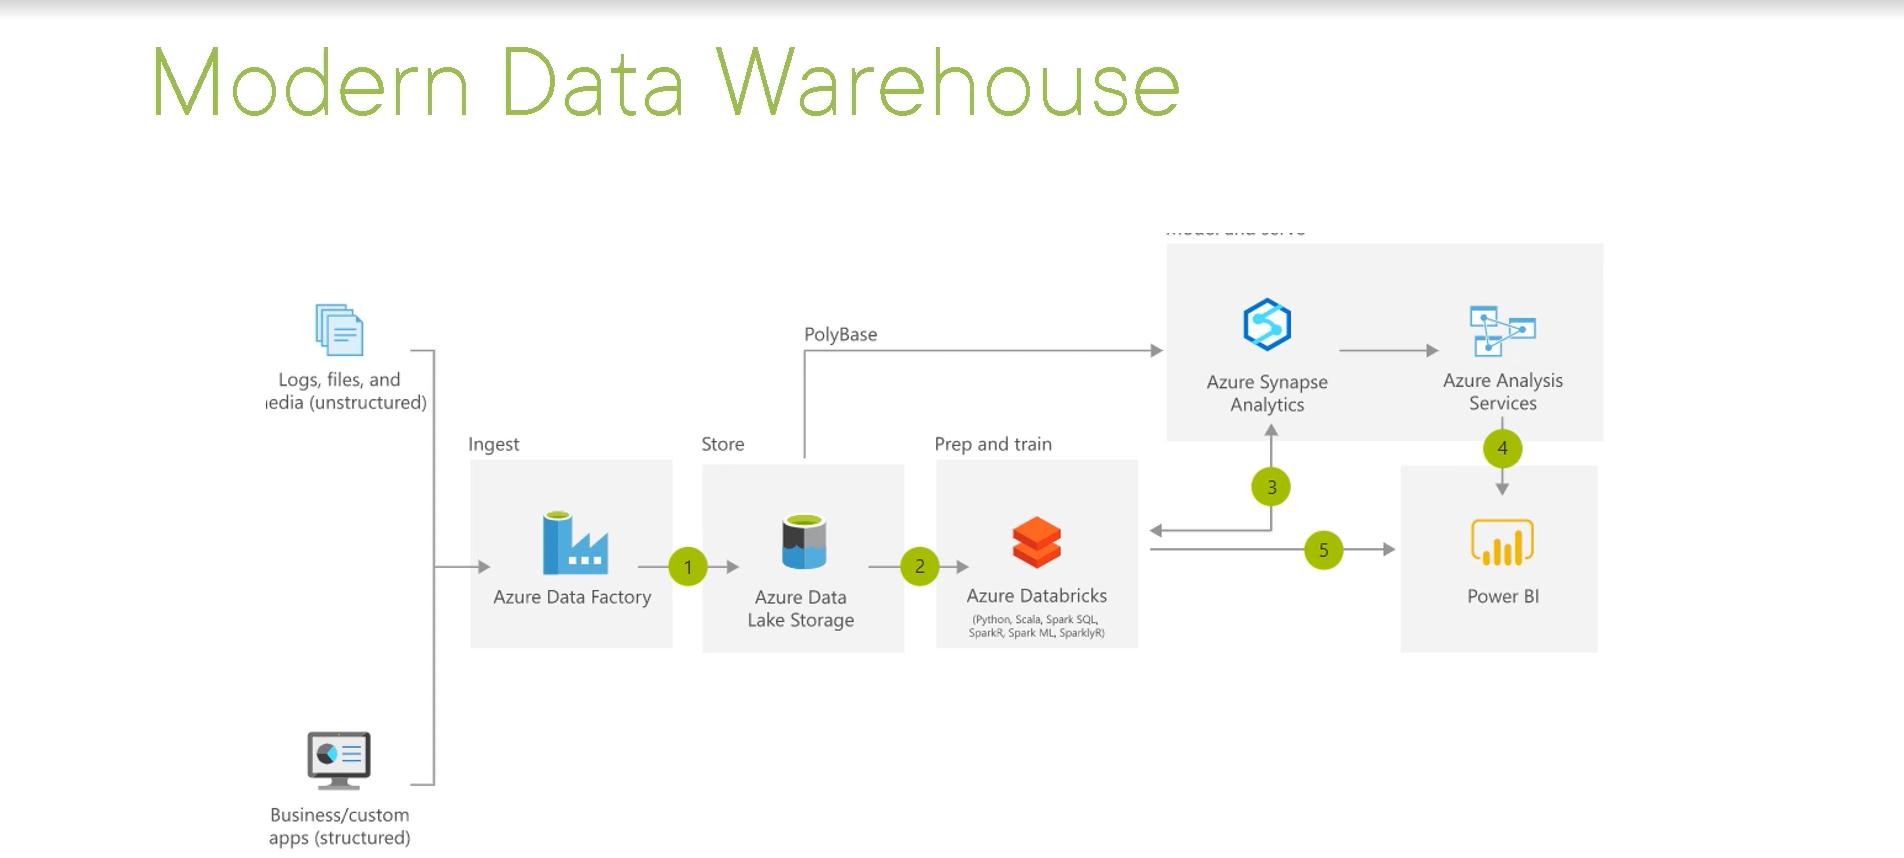 Modern Data Warehouse
PolyBase
Logs, files, and
(unstructured)
Azure Synapse
Analytics
Azure Analysis
Services
Ingest
Store
Prep and train
4
3
5
1
2
Azure Data Factory
Azure Data
Lake Storage
Azure Databricks
(Python, Scala, Spark SQL,
SparkR, Spark ML, SparklyR)
Power BI
Business/custom
apps (structured)